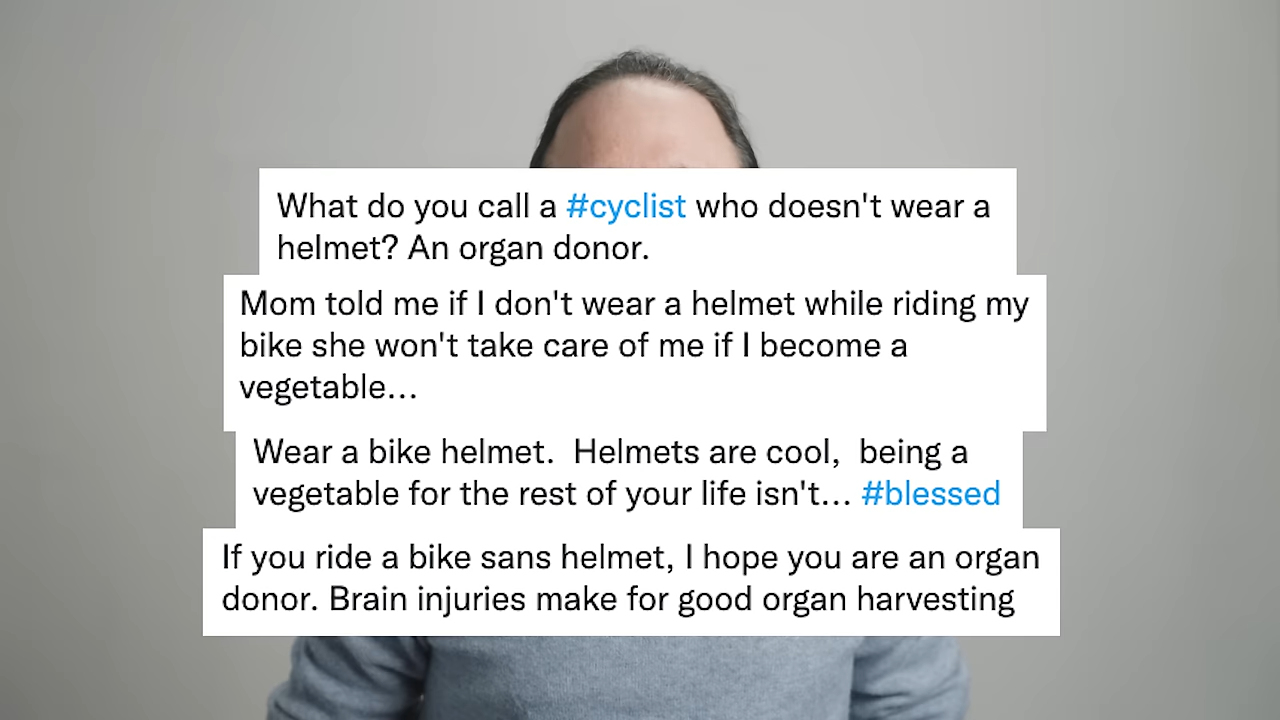 What do you call a #cyclist who doesn't wear a
helmet? An organ donor.
Mom told me if I don't wear a helmet while riding my
bike she won't take care of me if I become a
vegetable...
Wear a bike helmet.  Helmets are cool,  being a
vegetable for the rest of your life isn't... #blessed
If you ride a bike sans helmet, I hope you are an organ
donor. Brain injuries make for good organ harvesting